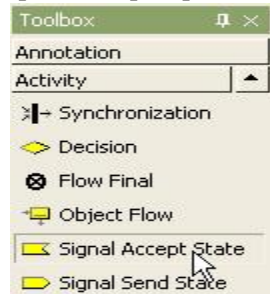 Toolbox
Annotation
Activity
Synchronization
Decision
Flow Final
Object Flow
Signal Accept State
Signal Send State